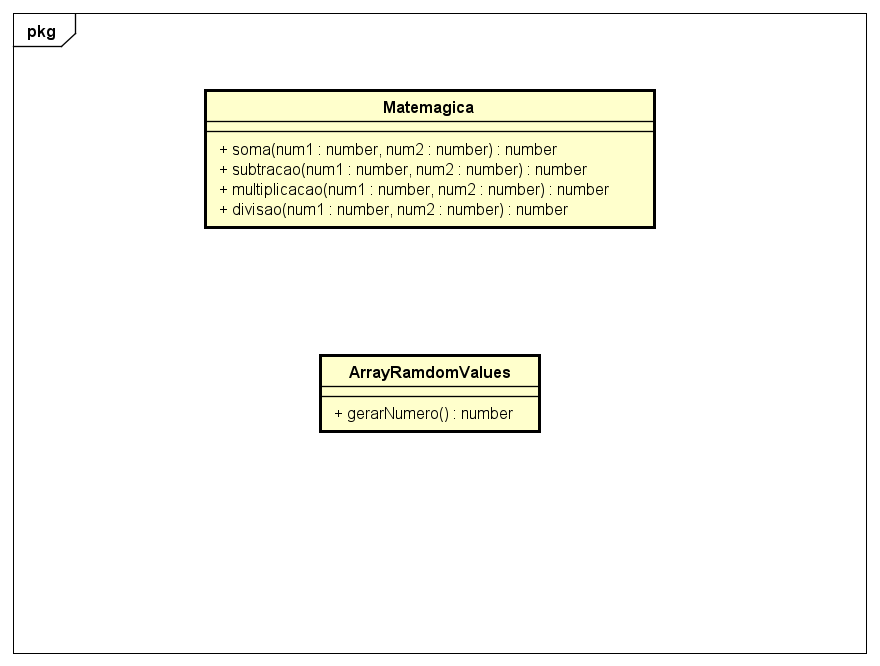 pkg
Matemagica
+ soma(num1 : number, num2 : number) : number
+ subtracao(num1 : number, num2 : number) : number
+ multiplicacao(num1 : number, num2 : number) : number
+ divisao(num1 : number, num2 : number) : number
ArrayRamdomValues
+ gerarNumero() : number